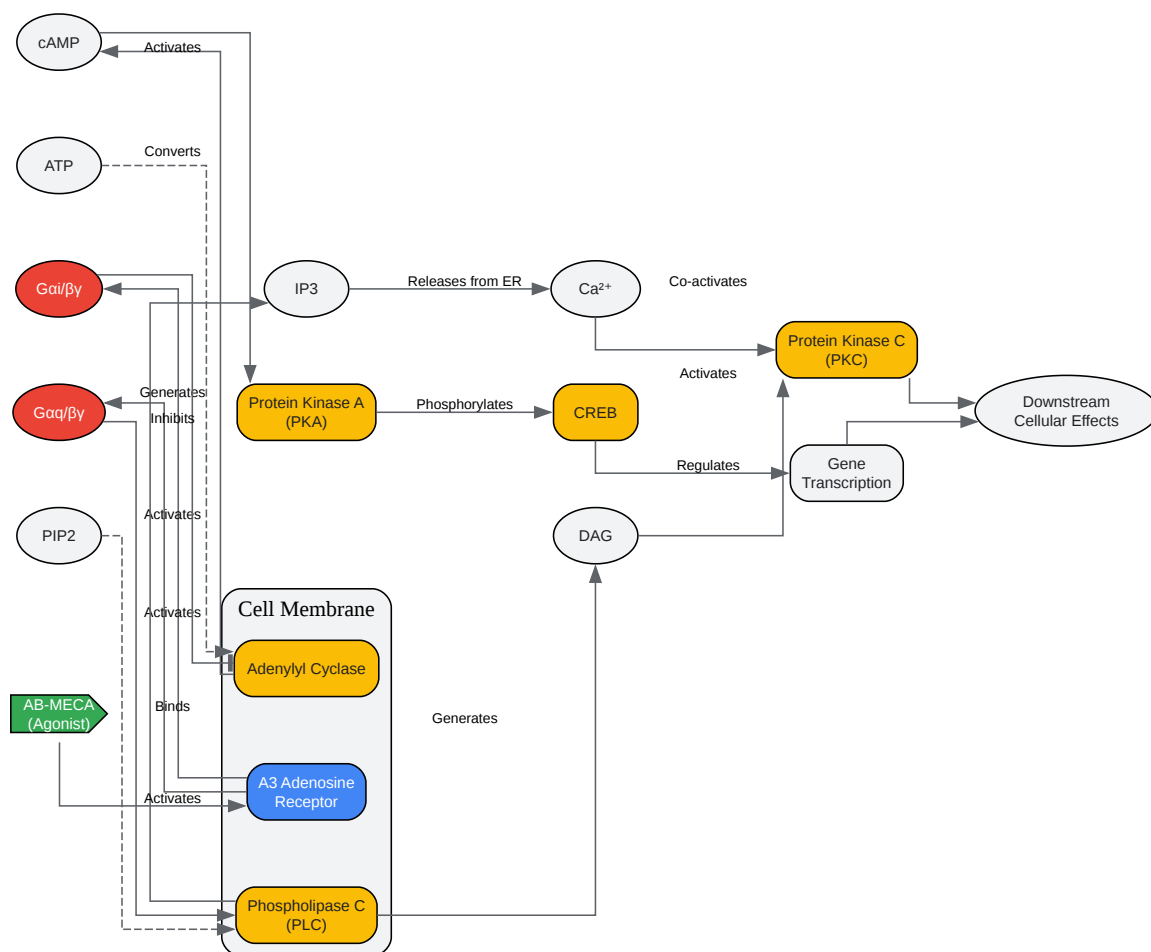 cAMP
Activates
ATP
Converts
Gαi/βγ
IP3
Releases from ER
Ca²⁺
Co-activates
Protein Kinase C
(PKC)
Activates
Gαq/βγ
Generates
Inhibits
Protein Kinase A
(PKA)
Phosphorylates
CREB
Downstream
Cellular Effects
Regulates
Gene
Transcription
PIP2
Activates
DAG
Activates
Cell Membrane
Adenylyl Cyclase
AB-MECA
(Agonist)
Binds
Generates
A3 Adenosine
Receptor
Activates
Phospholipase C
(PLC)